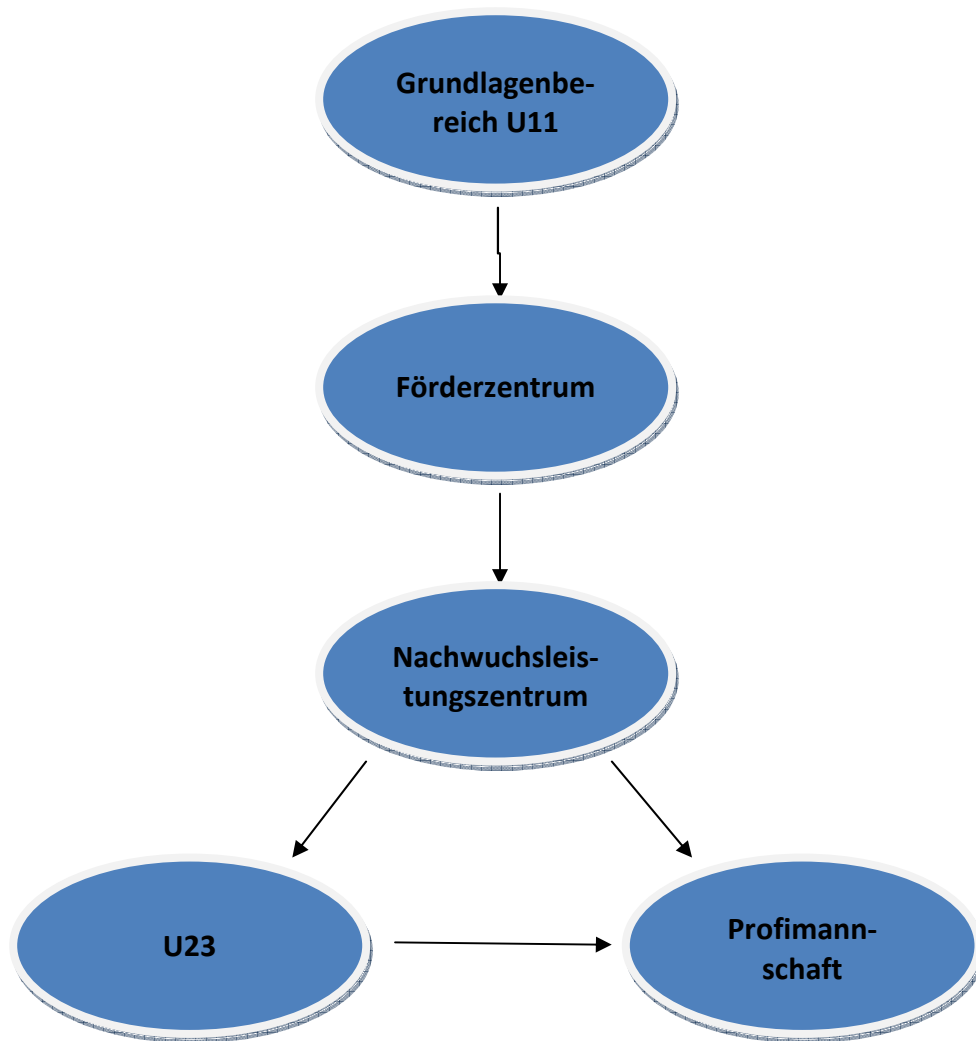 Grundlagenbe-
reich U11
Förderzentrum
Nachwuchsleis-
tungszentrum
U23
Profimann-
schaft